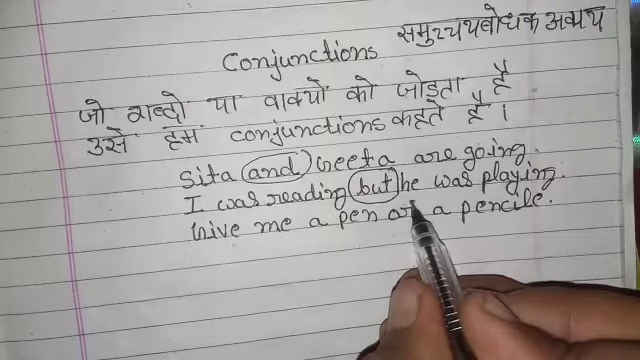 Conjunctions समुच्चयबोधक अव्यय
जो शब्दो या वाक्यों को जोड़ता है
उसे हम conjunctions कहते है ।
Sita and Geeta are going.
I was reading but he was playing.
Give me a pen or a pencile.